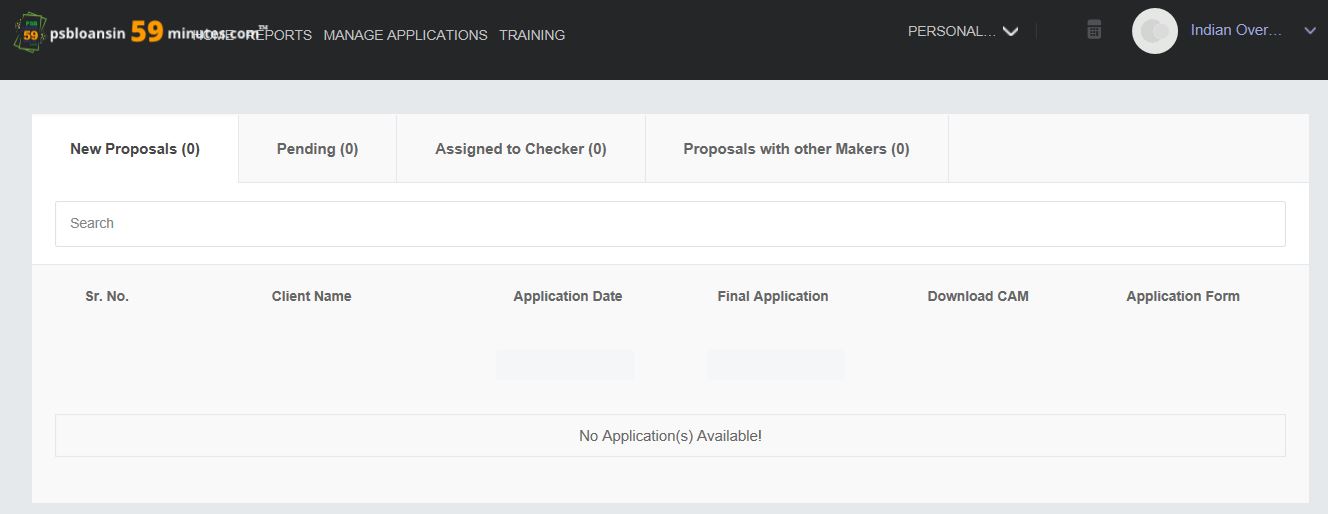 PSB
59
psbloansin 59 minutes.com™
HOME REPORTS MANAGE APPLICATIONS TRAINING
PERSONAL...
Indian Over...
New Proposals (0)
Pending (0)
Assigned to Checker (0)
Proposals with other Makers (0)
Search
Sr. No.
Client Name
Application Date
Final Application
Download CAM
Application Form
No Application(s) Available!